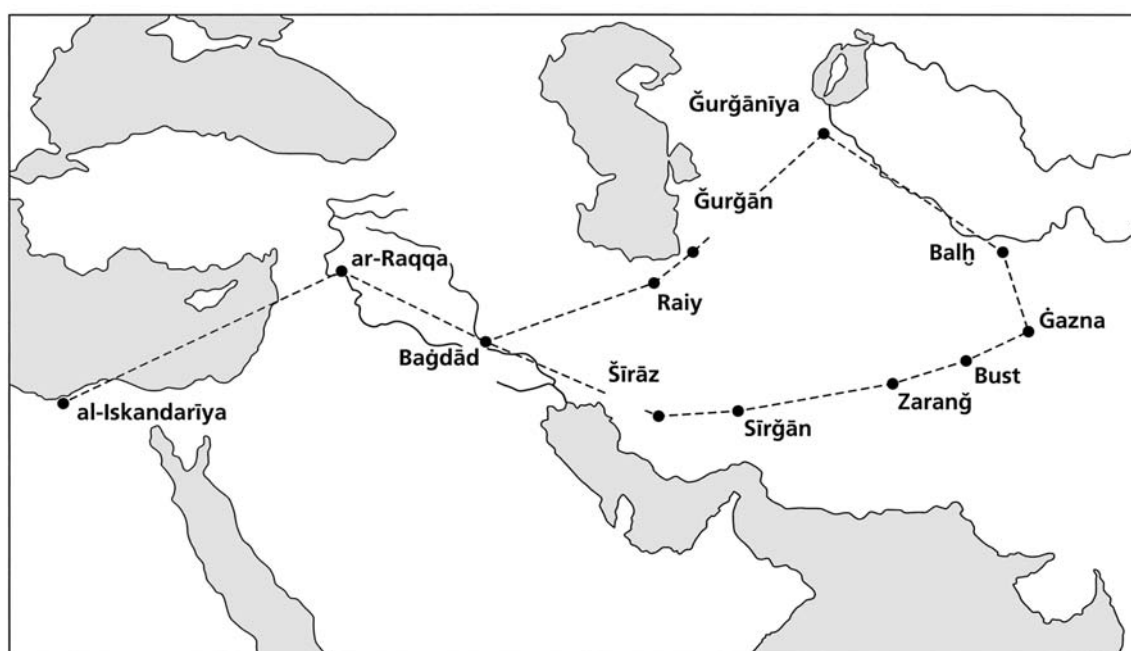 Ǧurǧānīya
Ǧurǧān
ar-Raqqa
Balḫ
Raiy
Ġazna
Baġdād
Šīrāz
Bust
Zaranǧ
al-Iskandarīya
Sīrǧān